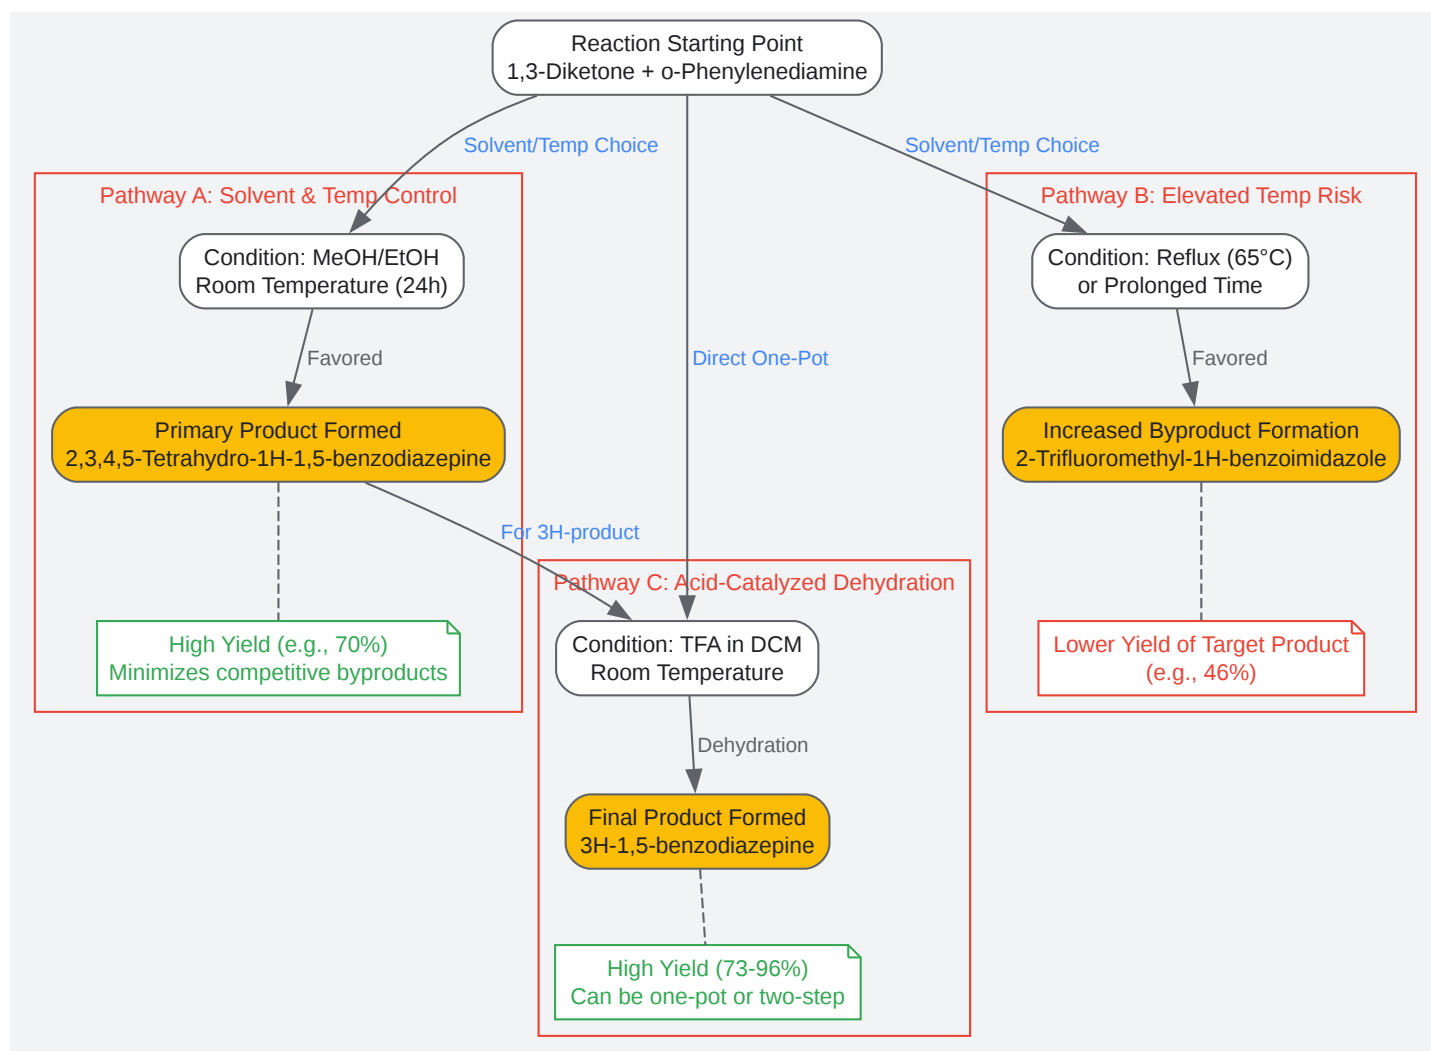 Reaction Starting Point
1,3-Diketone + o-Phenylenediamine
Solvent/Temp Choice
Solvent/Temp Choice
Pathway A: Solvent & Temp Control
Condition: MeOH/EtOH
Room Temperature (24h)
Favored
Primary Product Formed
2,3,4,5-Tetrahydro-1H-1,5-benzodiazepine
High Yield (e.g., 70%)
Minimizes competitive byproducts
Direct One-Pot
For 3H-product
Pathway B: Elevated Temp Risk
Condition: Reflux (65°C)
or Prolonged Time
Favored
Increased Byproduct Formation
2-Trifluoromethyl-1H-benzoimidazole
Lower Yield of Target Product
(e.g., 46%)
Pathway C: Acid-Catalyzed Dehydration
Condition: TFA in DCM
Room Temperature
Dehydration
Final Product Formed
3H-1,5-benzodiazepine
High Yield (73-96%)
Can be one-pot or two-step